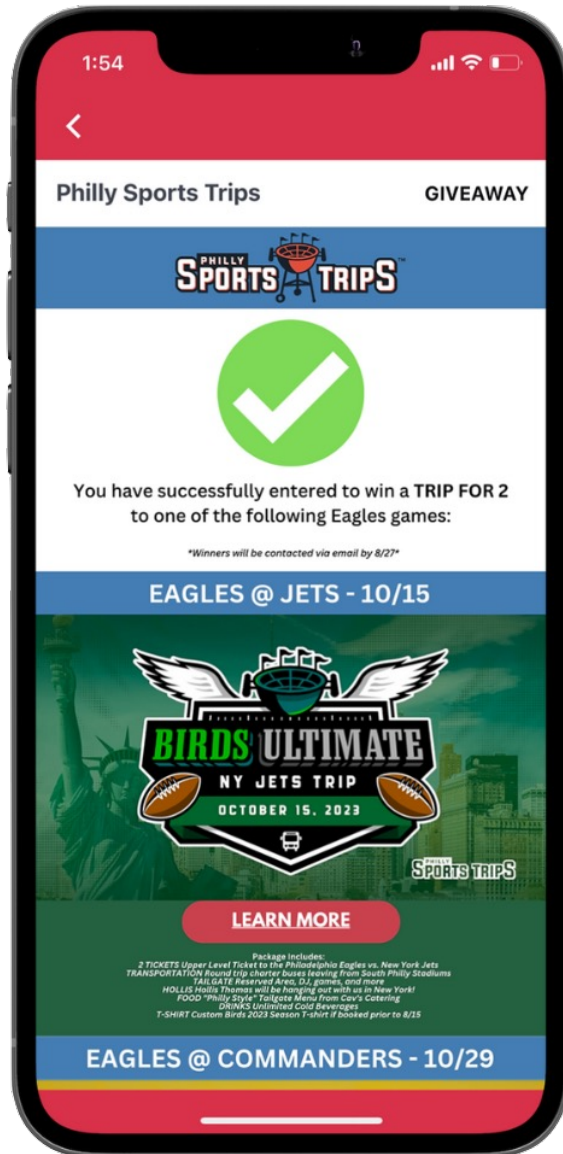 1:54
Philly Sports Trips GIVEAWAY
PHILLY
SPORTS TRIPS™
You have successfully entered to win a TRIP FOR 2
to one of the following Eagles games:
*Winners will be contacted via email by 8/27*
EAGLES @ JETS - 10/15
BIRDS ULTIMATE
NY JETS TRIP
OCTOBER 15, 2023
PHILLY
SPORTS TRIPS
LEARN MORE
Package Includes:
2 TICKETS Upper Level Ticket to the Philadelphia Eagles vs. New York Jets
TRANSPORTATION Round trip charter buses leaving from South Philly Stadiums
TAILGATE Reserved Area, DJ, games, and more
HOLLIS Hollis Thomas will be hanging out with us in New York!
FOOD "Philly Style" Tailgate Menu from Cav's Catering
DRINKS Unlimited Cold Beverages
T-SHIRT Custom Birds 2023 Season T-shirt if booked prior to 8/15
EAGLES @ COMMANDERS - 10/29